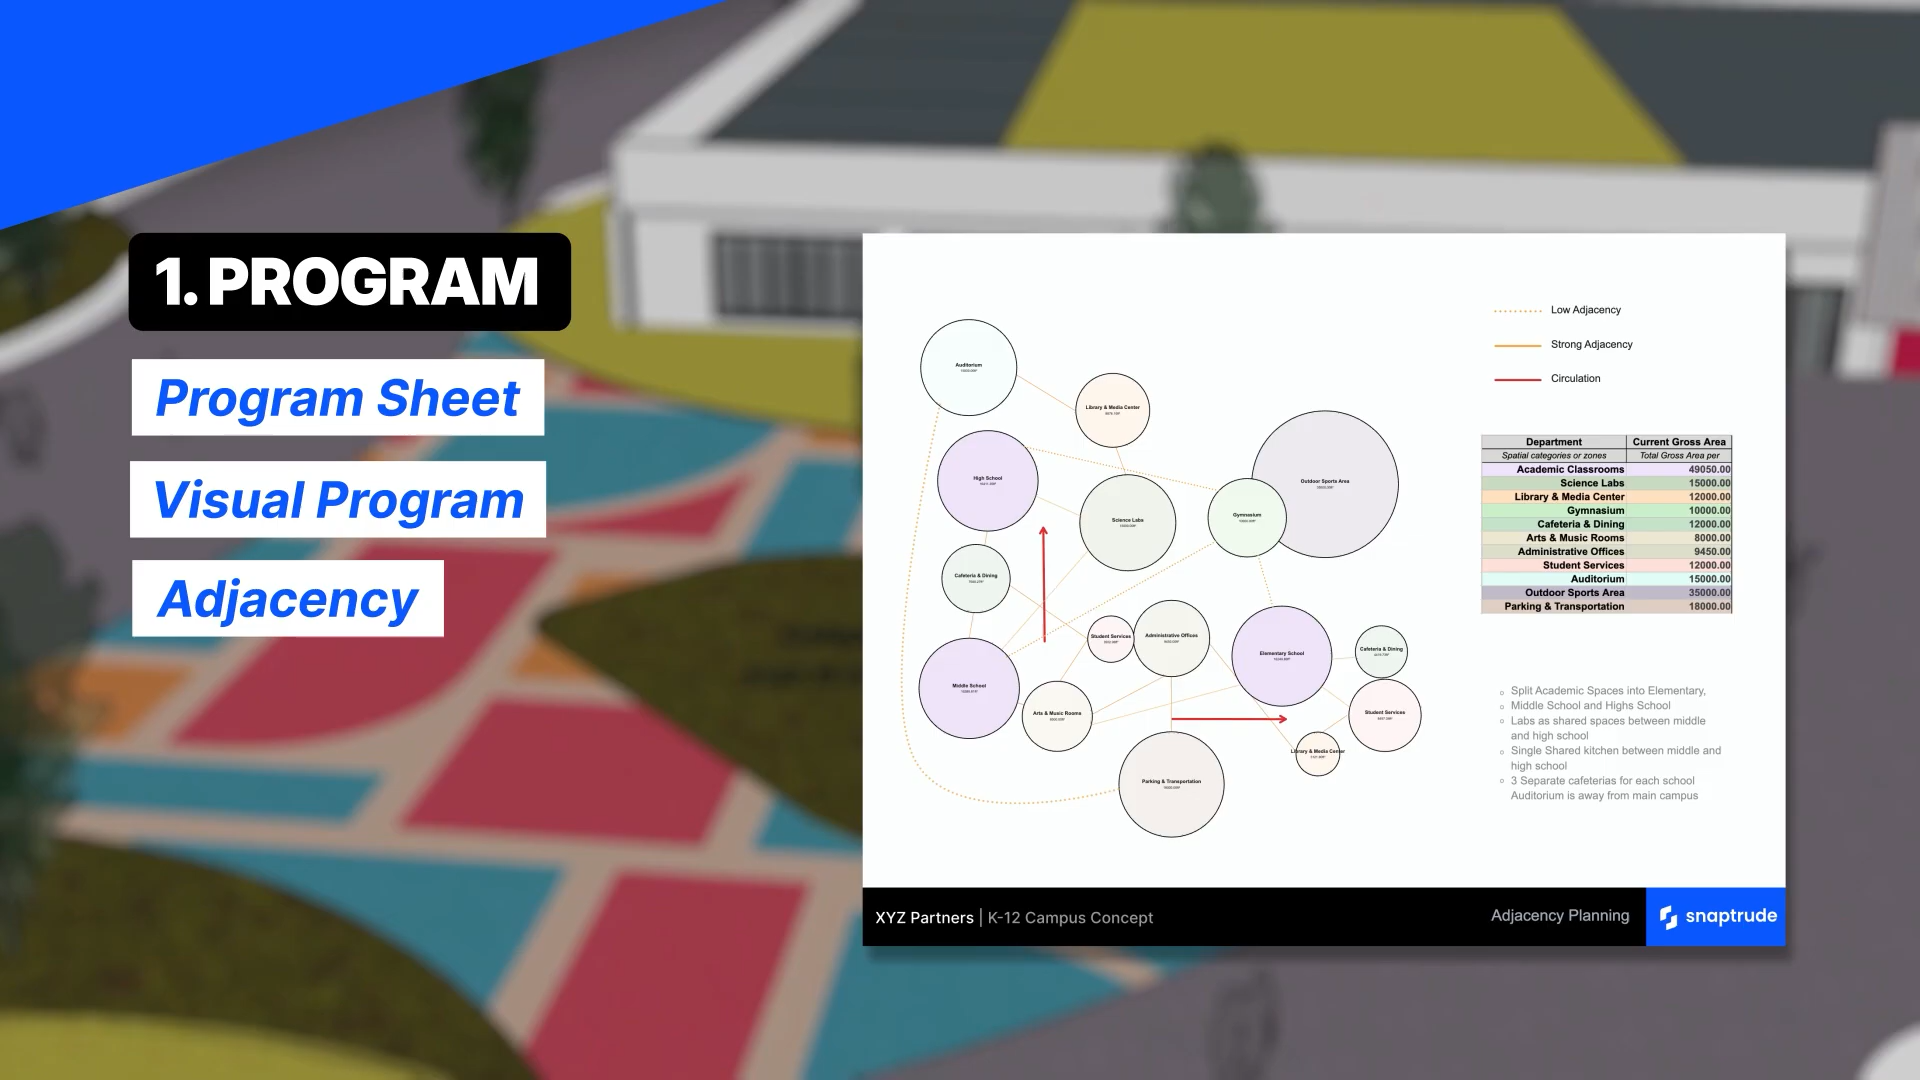 1. PROGRAM
Program Sheet
Visual Program
Adjacency
Auditorium
Library & Media Center
High School
Outdoor Sports Area
Science Labs
Gymnasium
Cafeteria & Dining
Student Services
Administrative Offices
Elementary School
Cafeteria & Dining
Middle School
Arts & Music Rooms
Student Services
Library & Media Center
Parking & Transportation
Low Adjacency
Strong Adjacency
Circulation
Department Current Gross Area
Spatial categories or zones Total Gross Area per
Academic Classrooms 49050.00
Science Labs 15000.00
Library & Media Center 12000.00
Gymnasium 10000.00
Cafeteria & Dining 12000.00
Arts & Music Rooms 8000.00
Administrative Offices 9450.00
Student Services 12000.00
Auditorium 15000.00
Outdoor Sports Area 35000.00
Parking & Transportation 18000.00
Split Academic Spaces into Elementary,
Middle School and Highs School
Labs as shared spaces between middle
and high school
Single Shared kitchen between middle and
high school
3 Separate cafeterias for each school
Auditorium is away from main campus
XYZ Partners | K-12 Campus Concept
Adjacency Planning
snaptrude